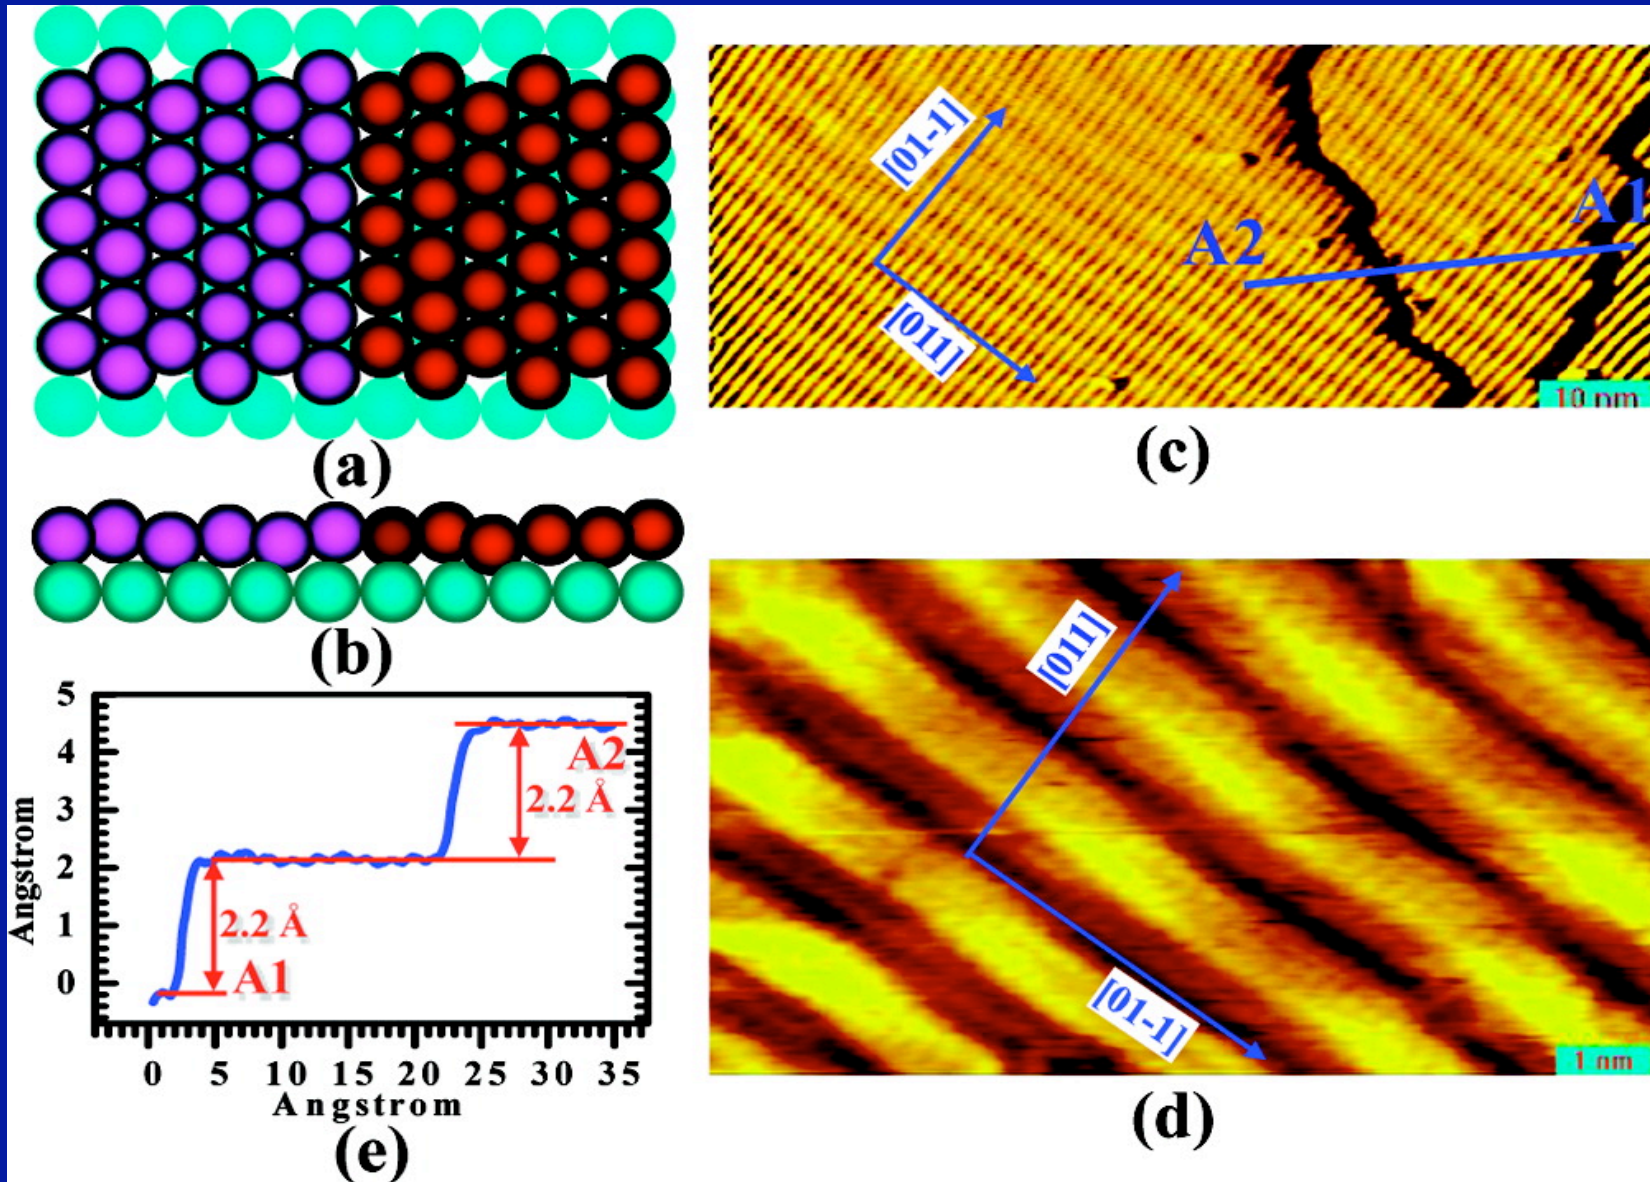 (a)
(b)
5
4
3
2
1
0
Angstrom
2.2 Å
A1
2.2 Å
A2
0 5 10 15 20 25 30 35
Angstrom
(e)
[01-1]
[011]
A2
A1
10 nm
(c)
[011]
[01-1]
1 nm
(d)